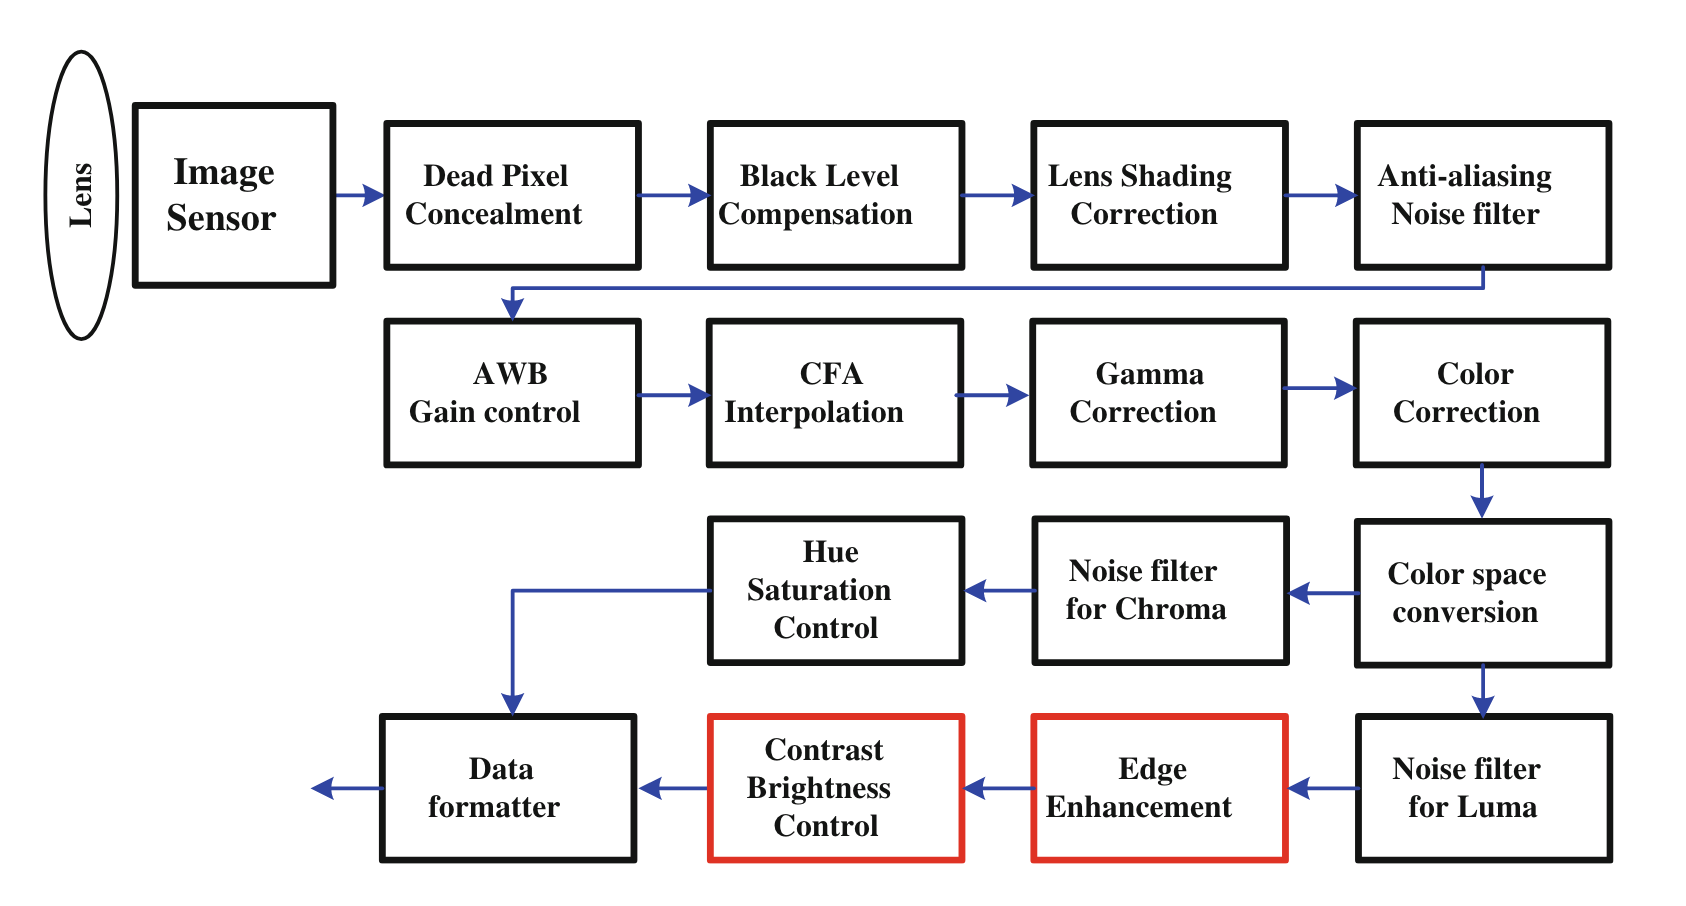 Lens
Image
Sensor
Dead Pixel
Concealment
Black Level
Compensation
Lens Shading
Correction
Anti-aliasing
Noise filter
AWB
Gain control
CFA
Interpolation
Gamma
Correction
Color
Correction
Hue
Saturation
Control
Noise filter
for Chroma
Color space
conversion
Data
formatter
Contrast
Brightness
Control
Edge
Enhancement
Noise filter
for Luma